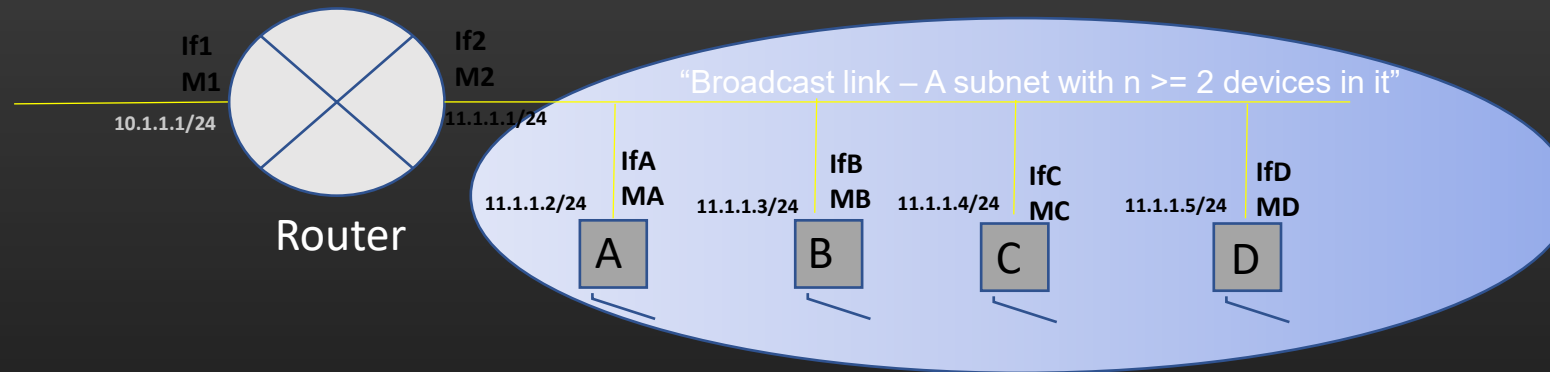 If1
M1
10.1.1.1/24
If2
M2
11.1.1.1/24
Router
“Broadcast link – A subnet with n >= 2 devices in it”
IfA
MA
11.1.1.2/24
A
IfB
MB
11.1.1.3/24
B
IfC
MC
11.1.1.4/24
C
IfD
MD
11.1.1.5/24
D